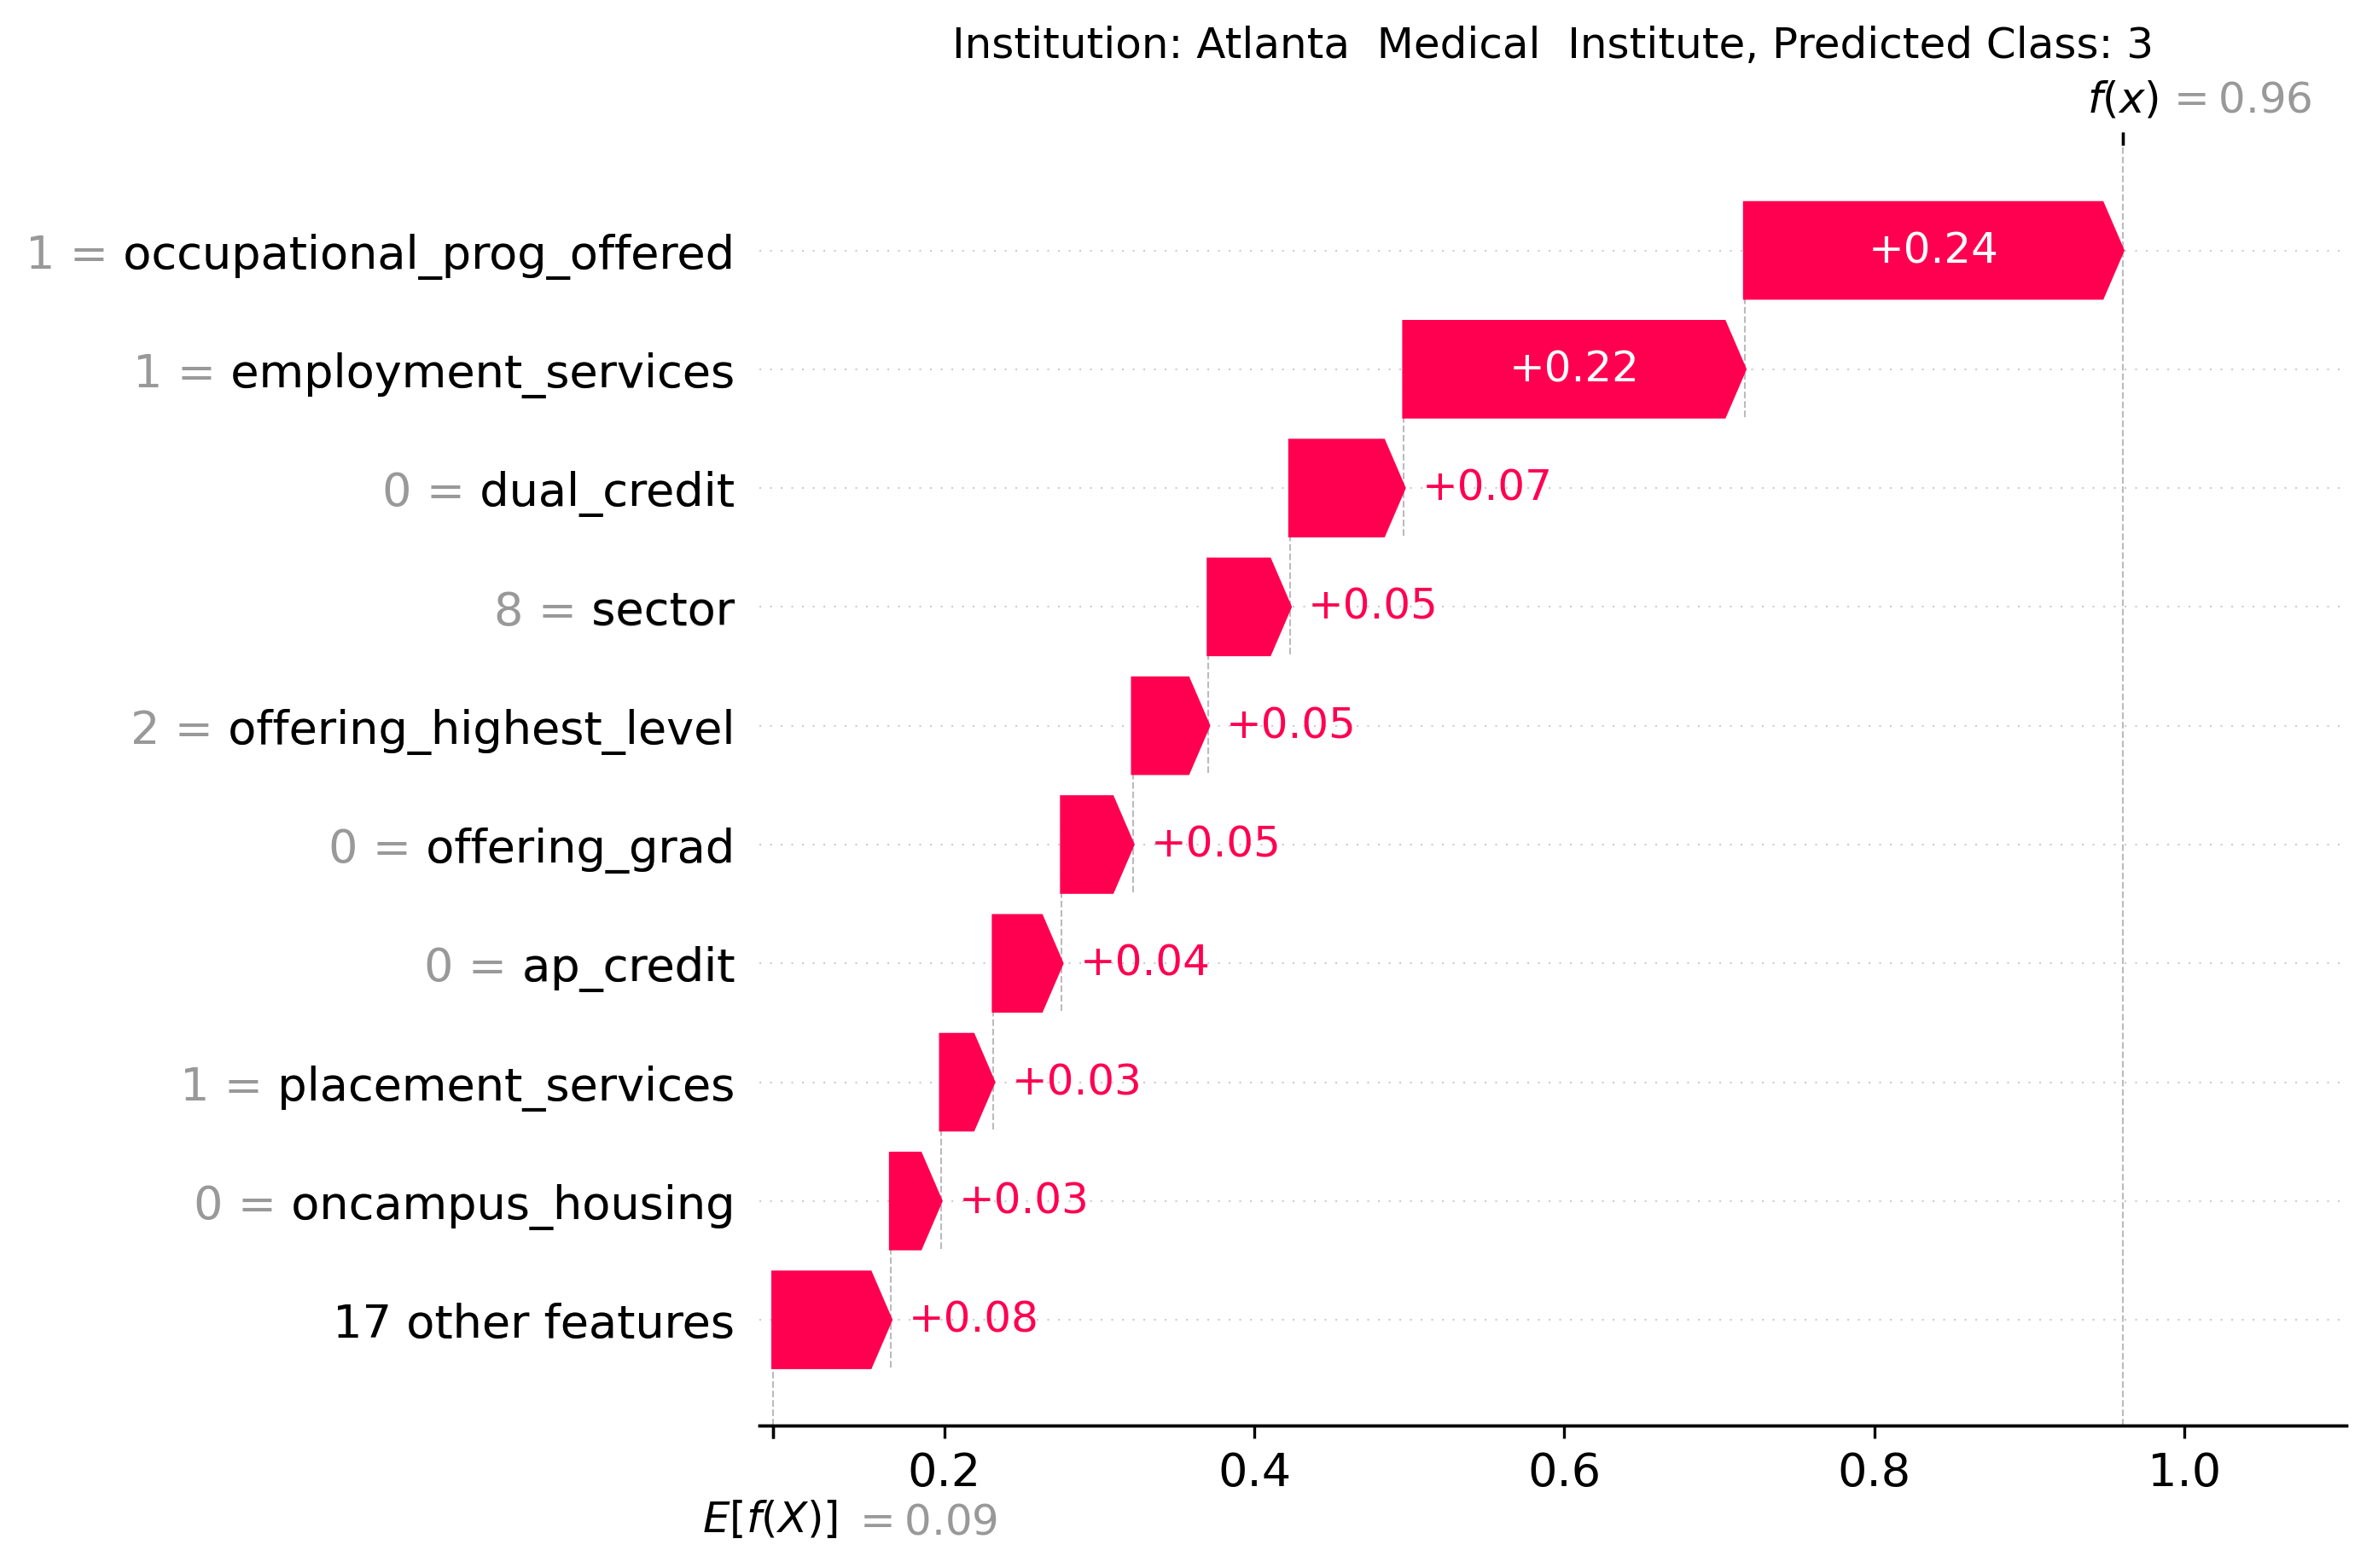 Institution: Atlanta  Medical  Institute, Predicted Class: 3
f(x) = 0.96
1 = occupational_prog_offered +0.24
1 = employment_services +0.22
0 = dual_credit +0.07
8 = sector +0.05
2 = offering_highest_level +0.05
0 = offering_grad +0.05
0 = ap_credit +0.04
1 = placement_services +0.03
0 = oncampus_housing +0.03
17 other features +0.08
0.2 0.4 0.6 0.8 1.0
E[f(X)] = 0.09